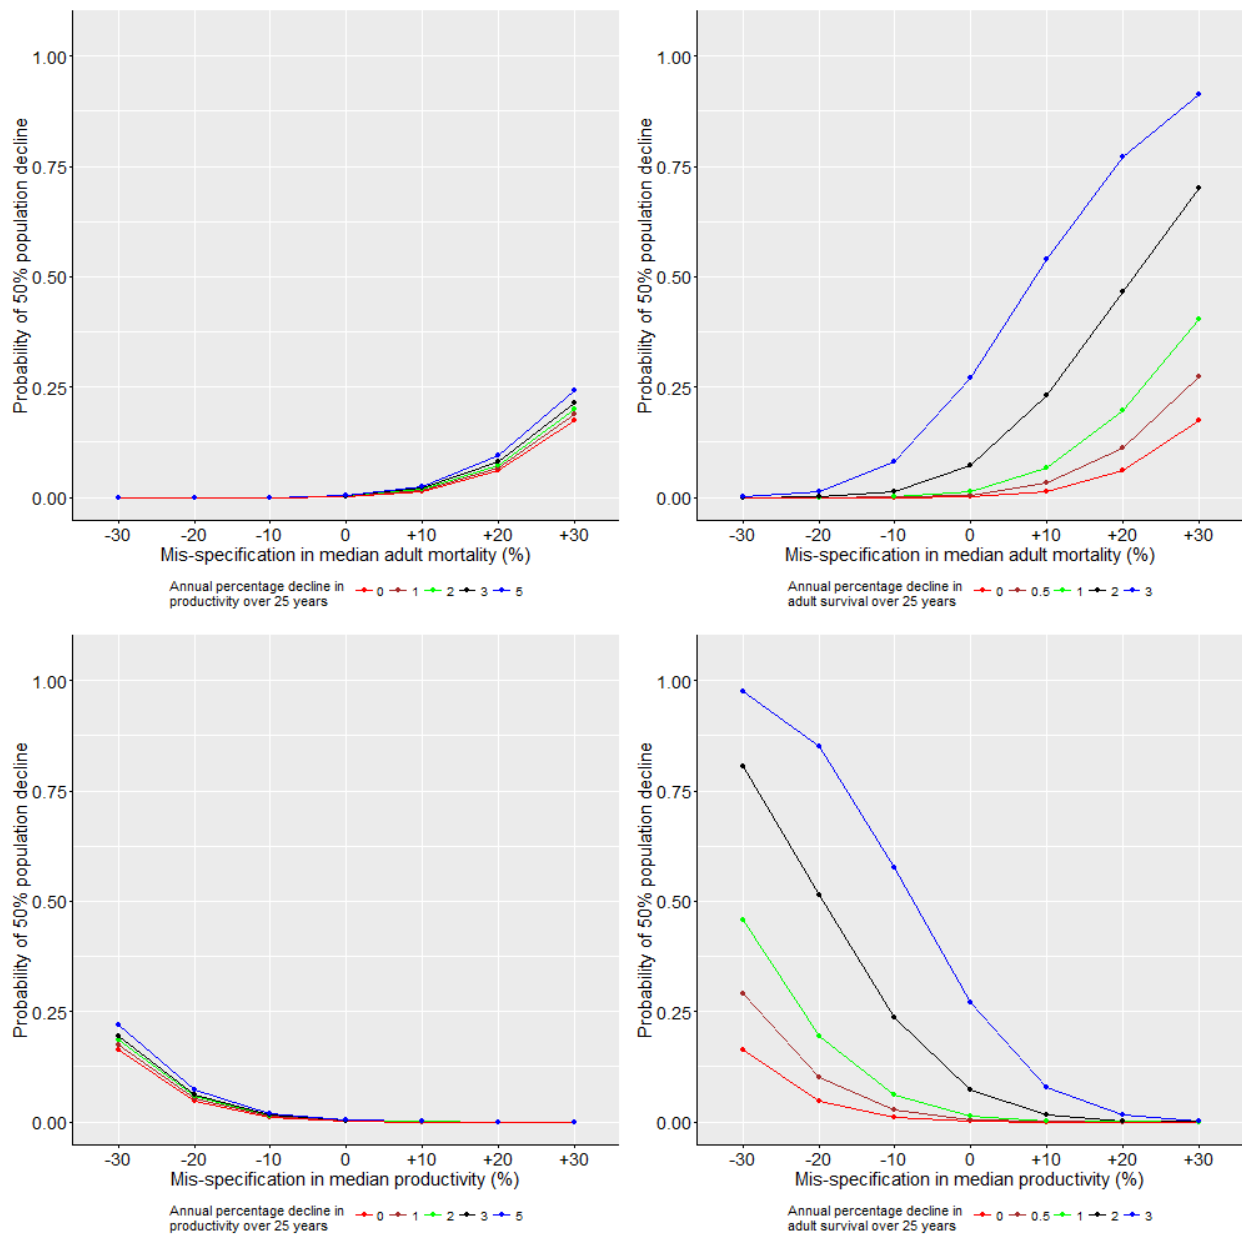 Probability of 50% population decline
1.00
0.75
0.50
0.25
0.00
-30 -20 -10 0 +10 +20 +30
Mis-specification in median adult mortality (%)
Annual percentage decline in
productivity over 25 years
0 1 2 3 5
Probability of 50% population decline
1.00
0.75
0.50
0.25
0.00
-30 -20 -10 0 +10 +20 +30
Mis-specification in median adult mortality (%)
Annual percentage decline in
adult survival over 25 years
0 0.5 1 2 3
Probability of 50% population decline
1.00
0.75
0.50
0.25
0.00
-30 -20 -10 0 +10 +20 +30
Mis-specification in median productivity (%)
Annual percentage decline in
productivity over 25 years
0 1 2 3 5
Probability of 50% population decline
1.00
0.75
0.50
0.25
0.00
-30 -20 -10 0 +10 +20 +30
Mis-specification in median productivity (%)
Annual percentage decline in
adult survival over 25 years
0 0.5 1 2 3